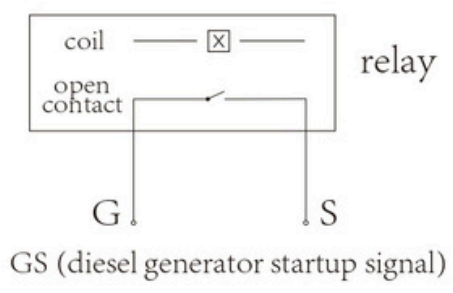 coil
X
relay
open
contact
G
S
GS (diesel generator startup signal)